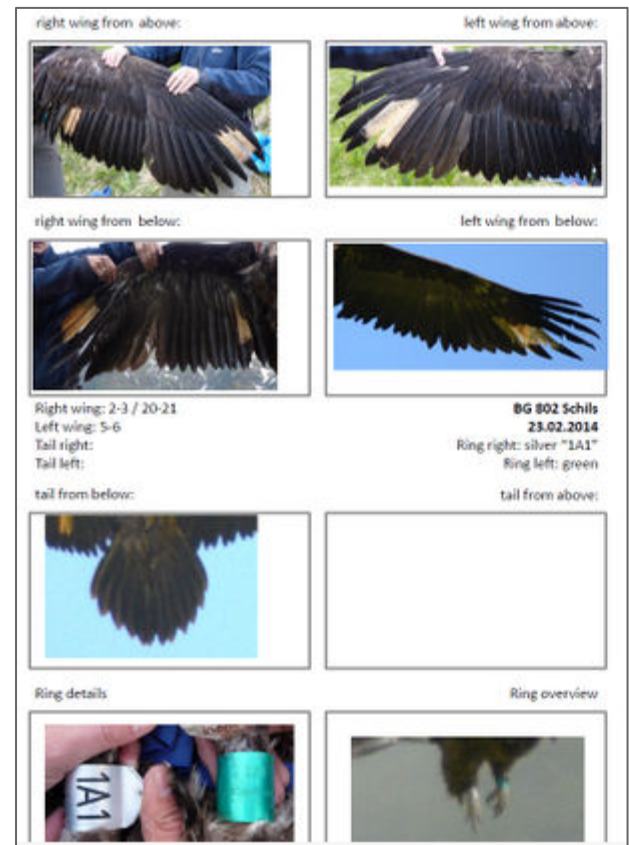 right wing from above:
left wing from above:
right wing from below:
left wing from below:
Right wing: 2-3 / 20-21
Left wing: 5-6
Tail right:
Tail left:
BG 802 Schils
23.02.2014
Ring right: silver "1A1"
Ring left: green
tail from below:
tail from above:
Ring details
Ring overview
1A1